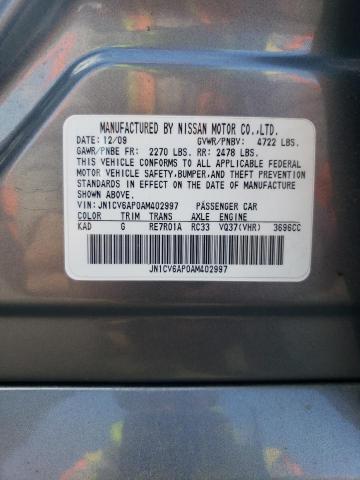 MANUFACTURED BY NISSAN MOTOR CO.,LTD.
DATE: 12/09 GVWR/PNBV: 4722 LBS.
GAWR/PNBE FR: 2270 LBS. RR: 2478 LBS.
THIS VEHICLE CONFORMS TO ALL APPLICABLE FEDERAL
MOTOR VEHICLE SAFETY,BUMPER,AND THEFT PREVENTION
STANDARDS IN EFFECT ON THE DATE OF MANUFACTURE
SHOWN ABOVE.
VIN: JN1CV6AP0AM402997 PASSENGER CAR
COLOR TRIM TRANS AXLE ENGINE
KAD G RE7R01A RC33 VQ37(VHR) 3696CC
JN1CV6AP0AM402997